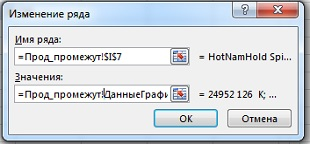 Изменение ряда
Имя ряда:
=Прод_промежут!$I$7 = HotNamHold Spi...
Значения:
=Прод_промежут!ДанныеГрафи = 24952 126 К; ...
ОК Отмена